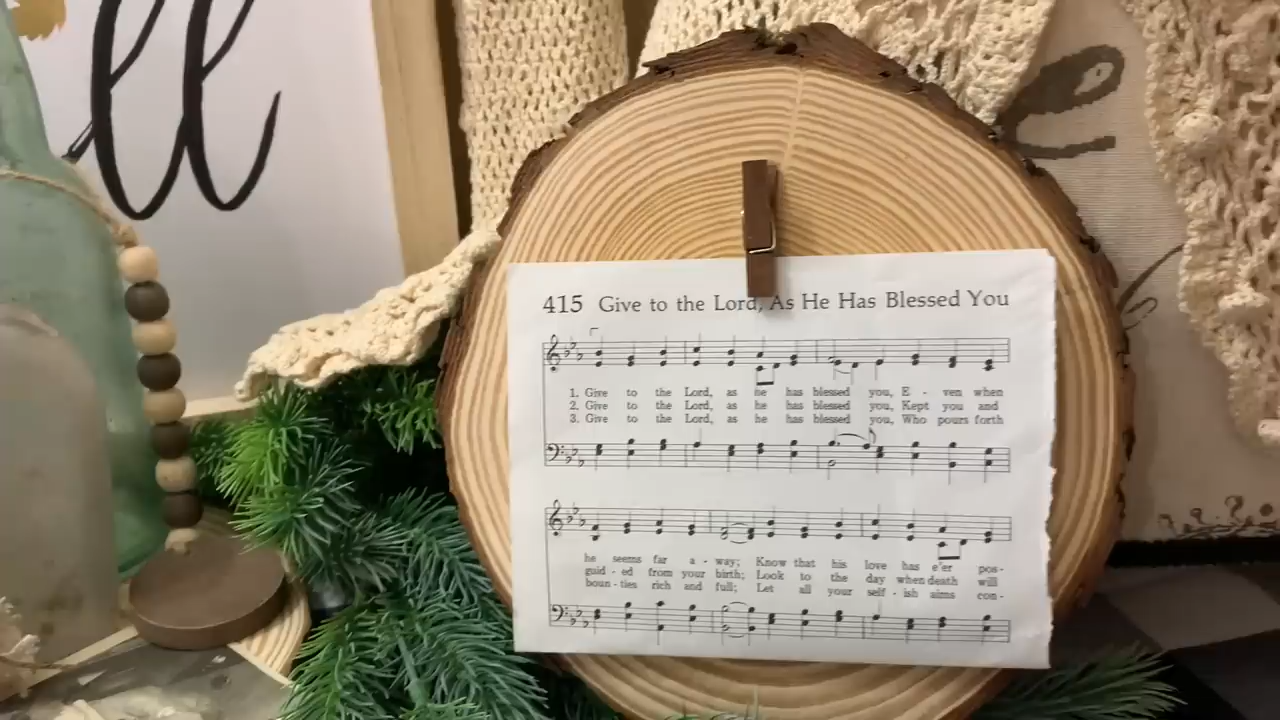 ll
e
415 Give to the Lord, As He Has Blessed You
1. Give to the Lord, as he has blessed you, E - ven when
2. Give to the Lord, as he has blessed you, Kept you and
3. Give to the Lord, as he has blessed you, Who pours forth
he seems far a - way; Know that his love has e'er pos-
guid - ed from your birth; Look to the day when death will
boun - ties rich and full; Let all your self - ish aims con-